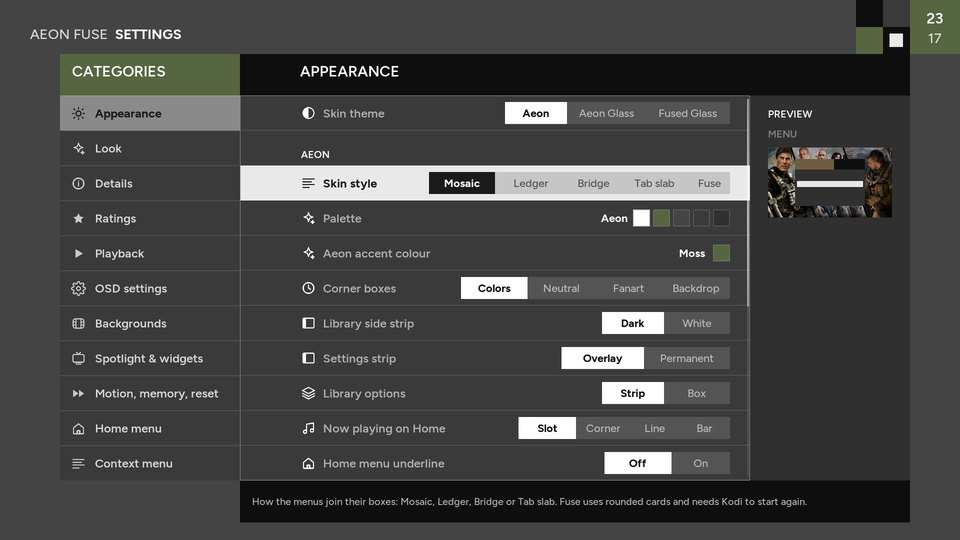 AEON FUSE SETTINGS
23
17
CATEGORIES
Appearance
Look
Details
Ratings
Playback
OSD settings
Backgrounds
Spotlight & widgets
Motion, memory, reset
Home menu
Context menu
APPEARANCE
Skin theme Aeon Aeon Glass Fused Glass
AEON
Skin style Mosaic Ledger Bridge Tab slab Fuse
Palette Aeon
Aeon accent colour Moss
Corner boxes Colors Neutral Fanart Backdrop
Library side strip Dark White
Settings strip Overlay Permanent
Library options Strip Box
Now playing on Home Slot Corner Line Bar
Home menu underline Off On
PREVIEW
MENU
How the menus join their boxes: Mosaic, Ledger, Bridge or Tab slab. Fuse uses rounded cards and needs Kodi to start again.